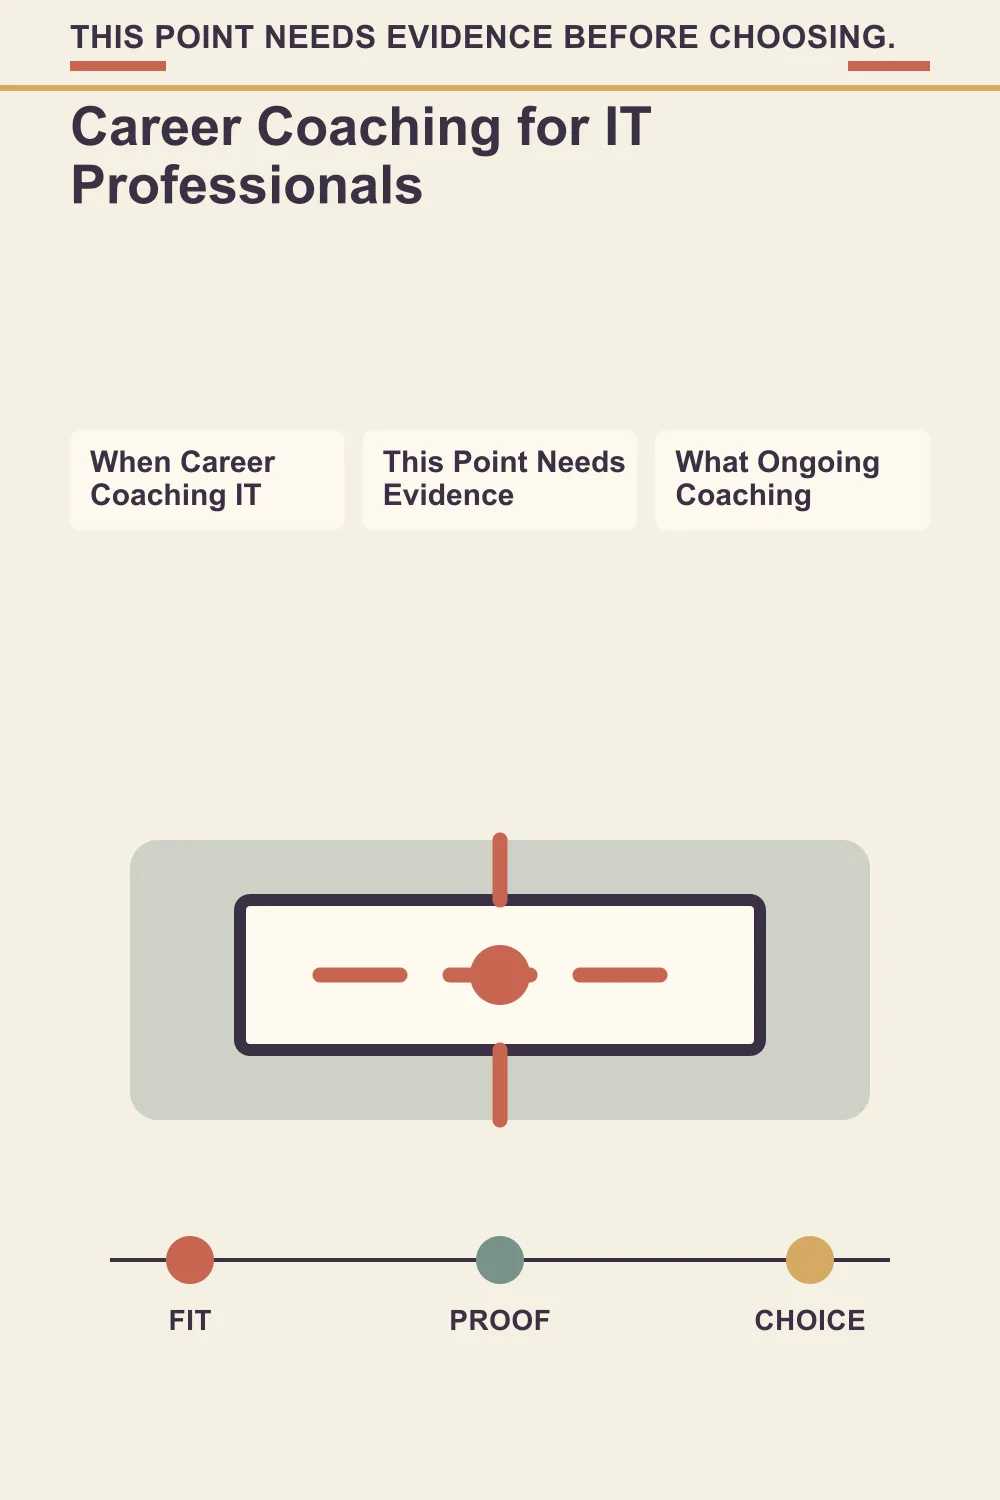 THIS POINT NEEDS EVIDENCE BEFORE CHOOSING.
Career Coaching for IT
Professionals
When Career
Coaching IT
This Point Needs
Evidence
What Ongoing
Coaching
FIT
PROOF
CHOICE